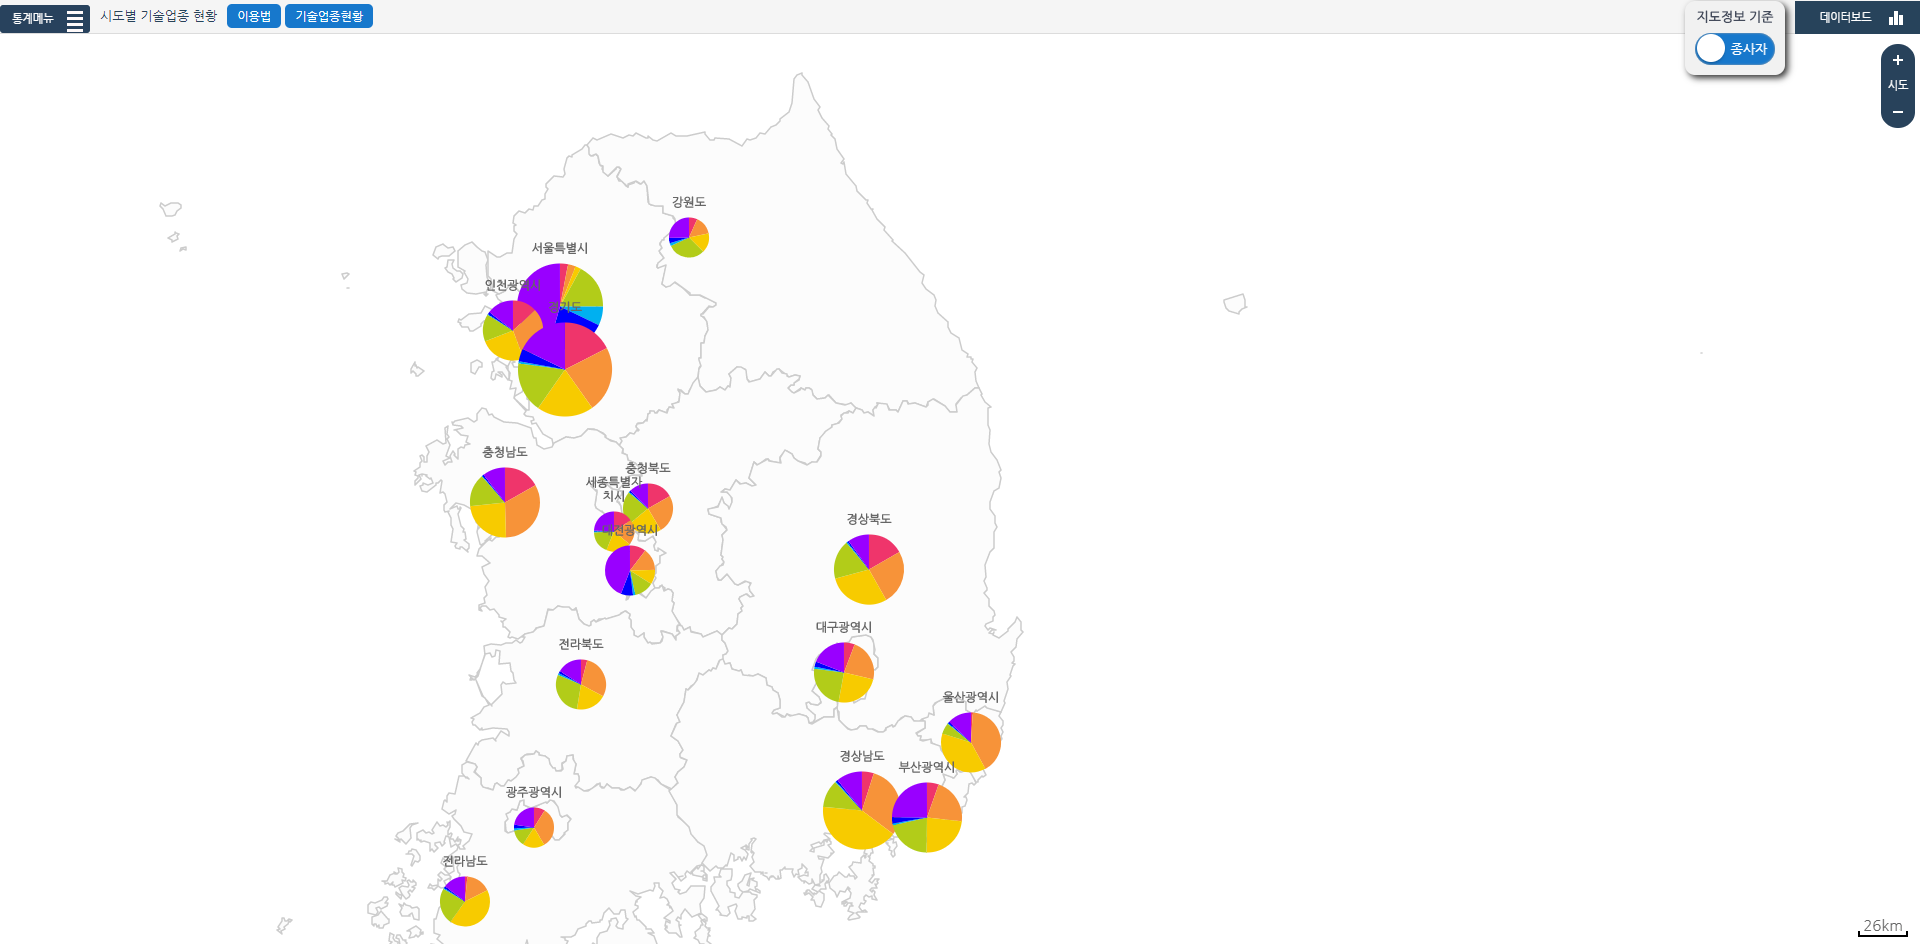 통계메뉴
시도별 기술업종 현황
이용법
기술업종현황
지도정보 기준
종사자
데이터보드
+
시도
−
강원도
서울특별시
인천광역시
경기도
충청남도
충청북도
세종특별자
치시
대전광역시
경상북도
대구광역시
전라북도
울산광역시
경상남도
부산광역시
광주광역시
전라남도
26km